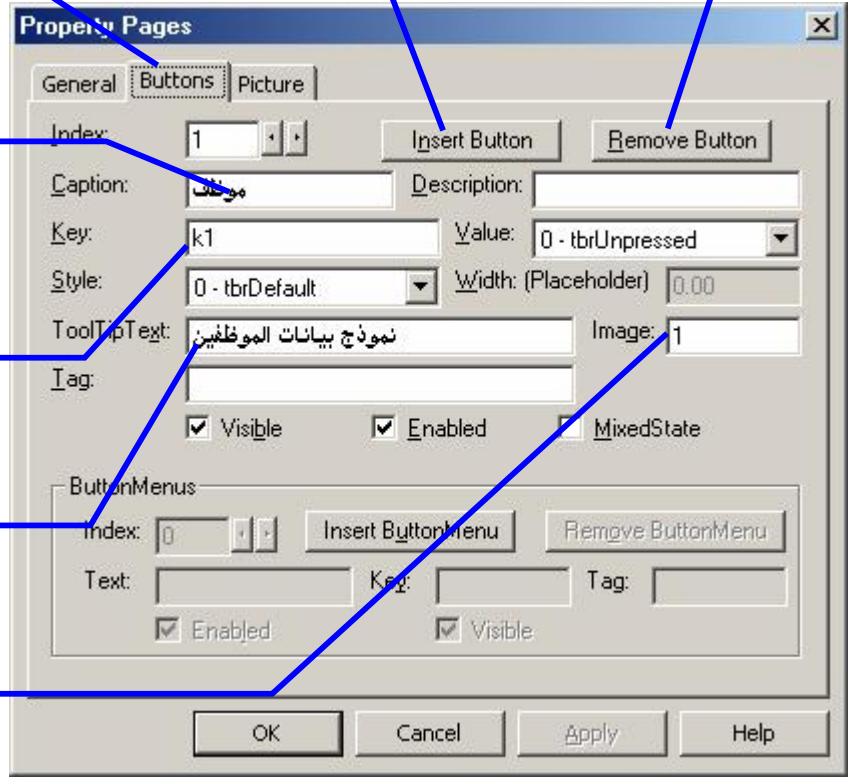 Property Pages
General Buttons Picture
Index: 1 Insert Button Remove Button
Caption: موظف Description:
Key: k1 Value: 0 - tbrUnpressed
Style: 0 - tbrDefault Width: (Placeholder) 0.00
ToolTipText: نموذج بيانات الموظفين Image: 1
Tag:
Visible Enabled MixedState
ButtonMenus
Index: 0 Insert ButtonMenu Remove ButtonMenu
Text: Key: Tag:
Enabled Visible
OK Cancel Apply Help